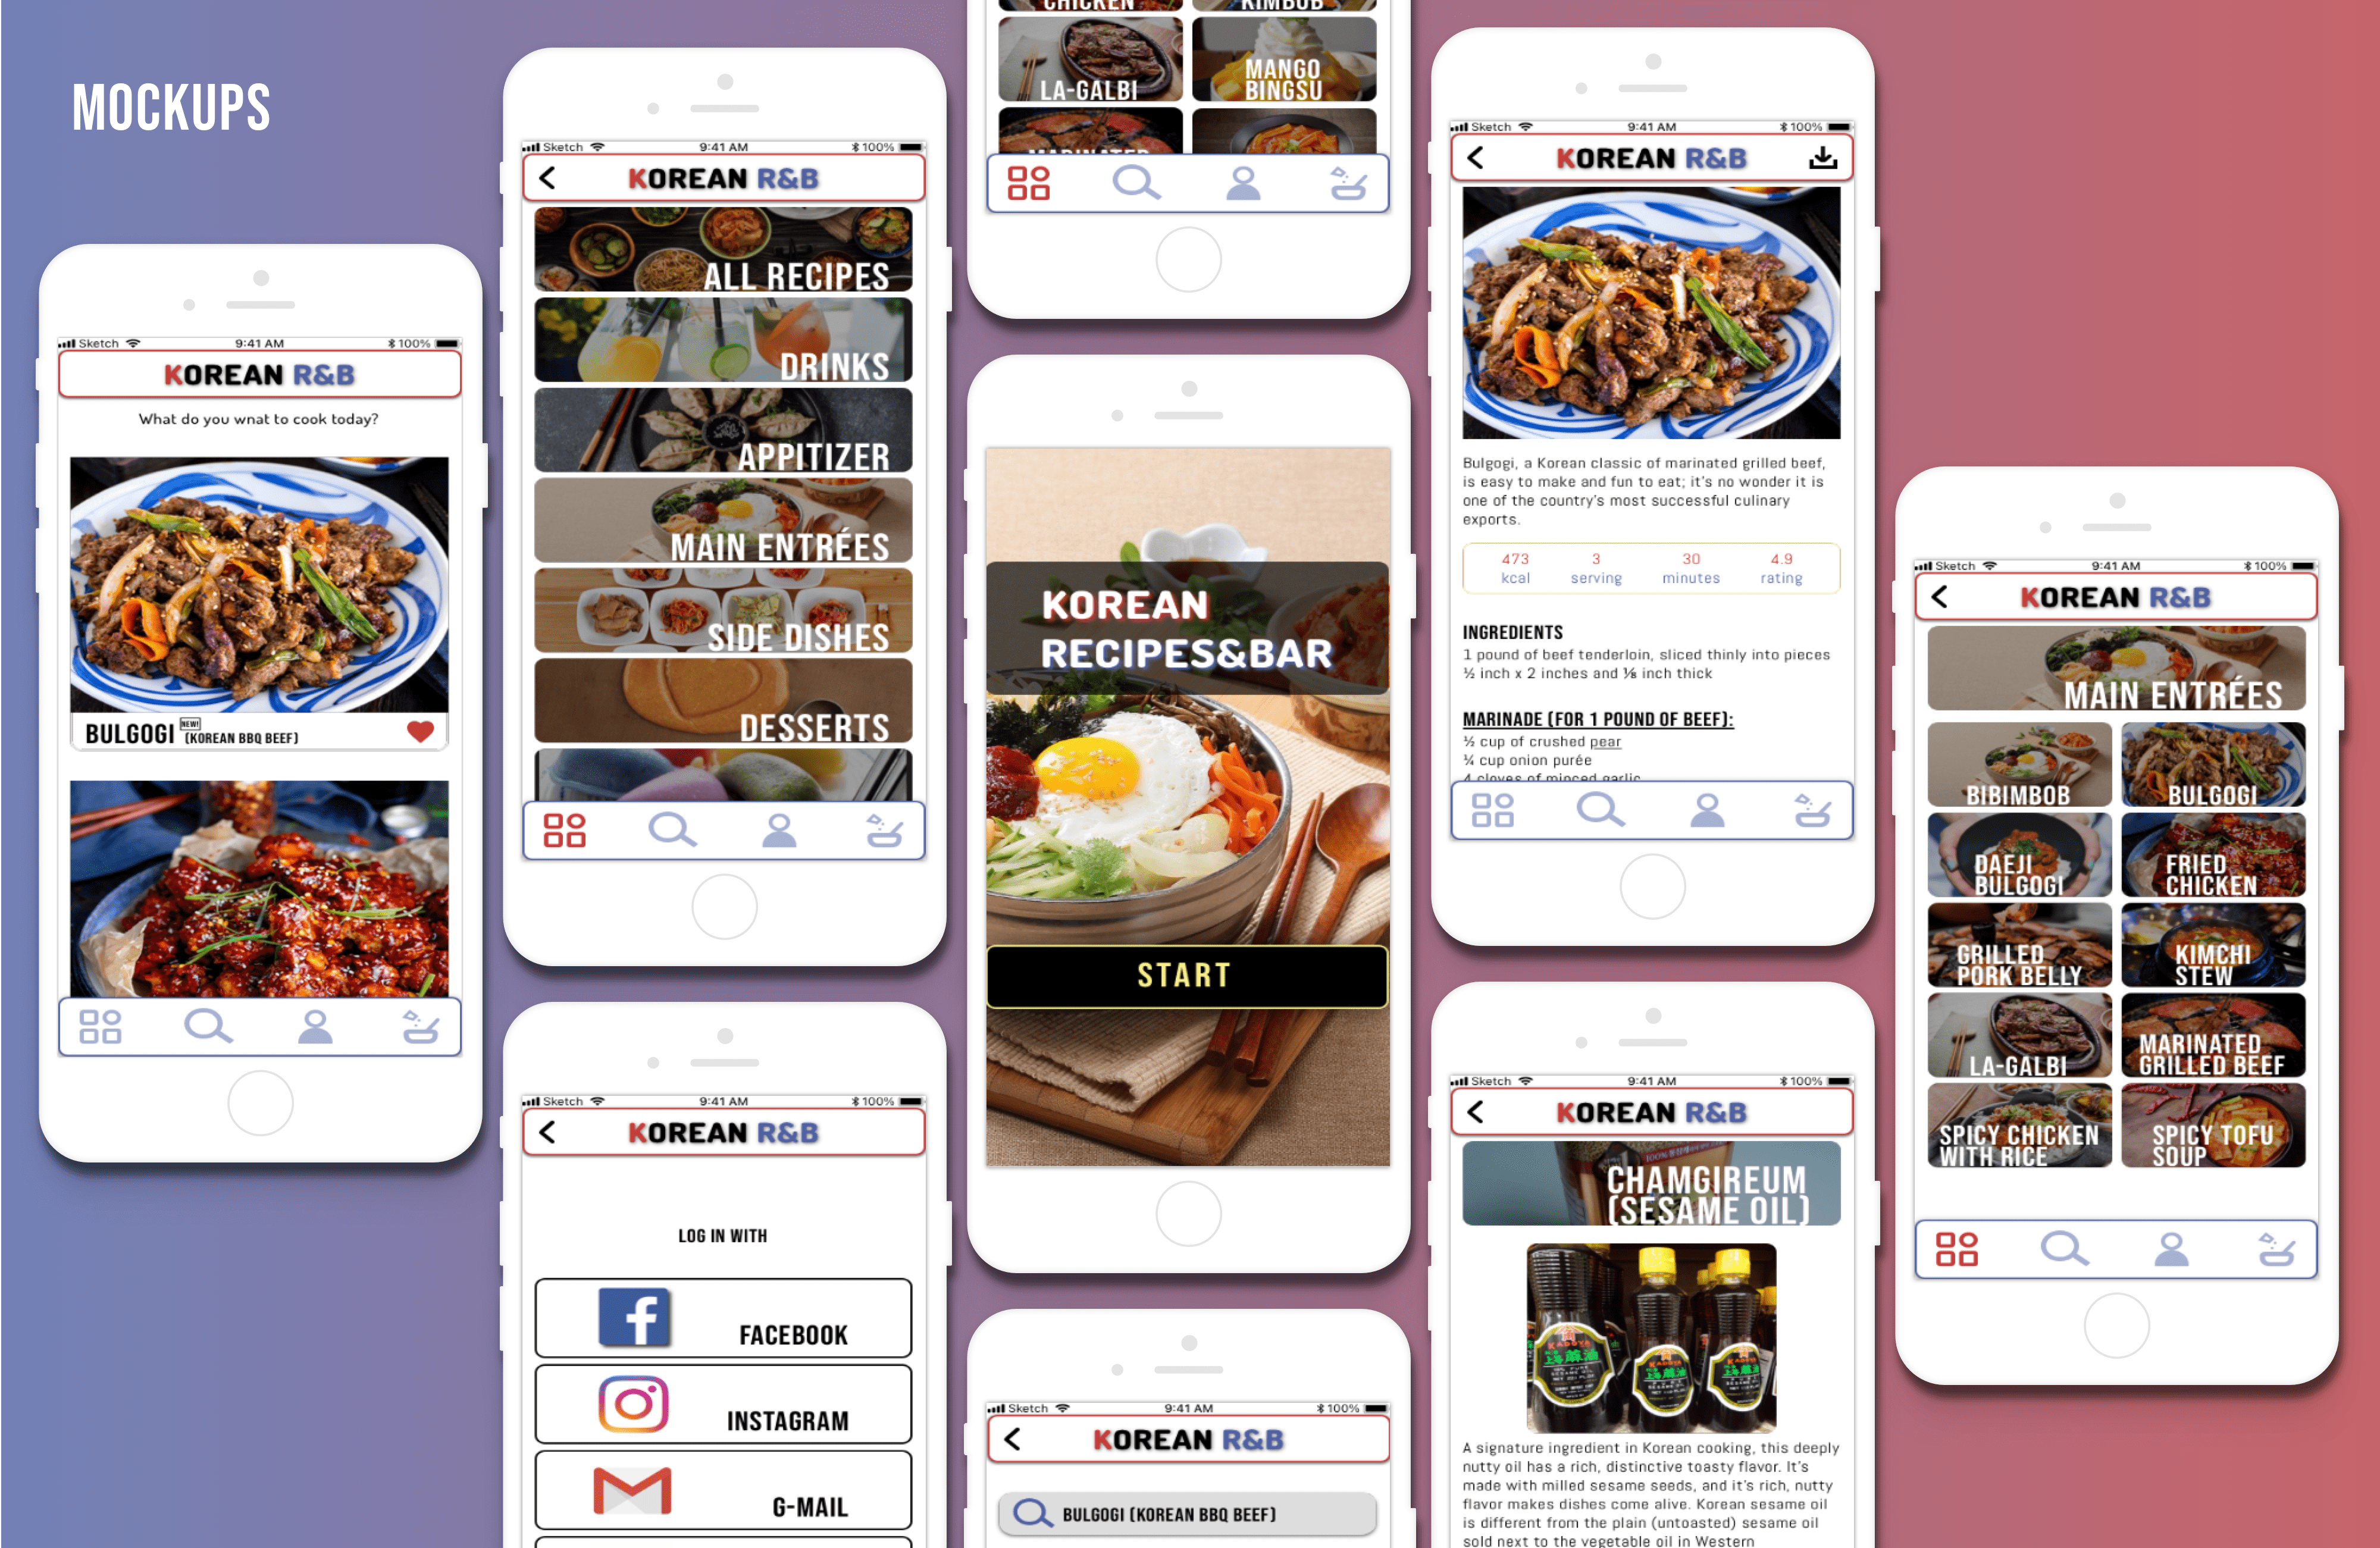 MOCKUPS
Sketch 9:41 AM 100%
KOREAN R&B
What do you wnat to cook today?
BULGOGI NEW! (KOREAN BBQ BEEF)
Sketch 9:41 AM 100%
KOREAN R&B
ALL RECIPES
DRINKS
APPITIZER
MAIN ENTRÉES
SIDE DISHES
DESSERTS
Sketch 9:41 AM 100%
KOREAN R&B
LOG IN WITH
FACEBOOK
INSTAGRAM
G-MAIL
CHICKEN
KIMBOB
LA-GALBI
MANGO
BINGSU
MARINATED
KOREAN
RECIPES&BAR
START
Sketch 9:41 AM 100%
KOREAN R&B
BULGOGI (KOREAN BBQ BEEF)
Sketch 9:41 AM 100%
KOREAN R&B
Bulgogi, a Korean classic of marinated grilled beef,
is easy to make and fun to eat; it's no wonder it is
one of the country's most successful culinary
exports.
473 3 30 4.9
kcal serving minutes rating
INGREDIENTS
1 pound of beef tenderloin, sliced thinly into pieces
½ inch x 2 inches and ⅛ inch thick
MARINADE (FOR 1 POUND OF BEEF):
½ cup of crushed pear
¼ cup onion purée
4 cloves of minced garlic
Sketch 9:41 AM 100%
KOREAN R&B
CHAMGIREUM
(SESAME OIL)
KADOYA
A signature ingredient in Korean cooking, this deeply
nutty oil has a rich, distinctive toasty flavor. It's
made with milled sesame seeds, and it's rich, nutty
flavor makes dishes come alive. Korean sesame oil
is different from the plain (untoasted) sesame oil
sold next to the vegetable oil in Western
Sketch 9:41 AM 100%
KOREAN R&B
MAIN ENTRÉES
BIBIMBOB
BULGOGI
DAEJI
BULGOGI
FRIED
CHICKEN
GRILLED
PORK BELLY
KIMCHI
STEW
LA-GALBI
MARINATED
GRILLED BEEF
SPICY CHICKEN
WITH RICE
SPICY TOFU
SOUP